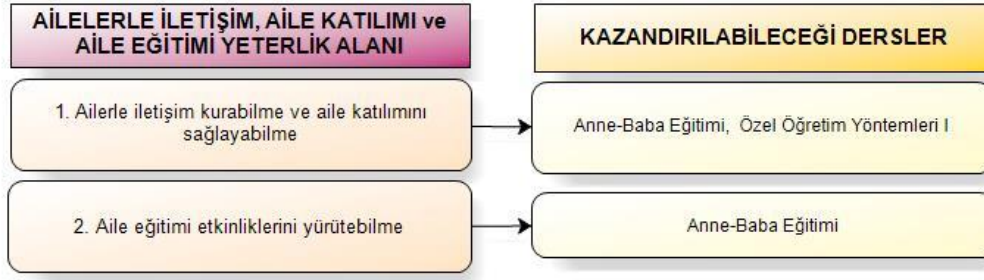 AİLELERLE İLETİŞİM, AİLE KATILIMI ve
AİLE EĞİTİMİ YETERLİK ALANI
KAZANDIRILABİLECEĞİ DERSLER
1. Ailerle iletişim kurabilme ve aile katılımını
sağlayabilme
Anne-Baba Eğitimi, Özel Öğretim Yöntemleri I
2. Aile eğitimi etkinliklerini yürütebilme
Anne-Baba Eğitimi